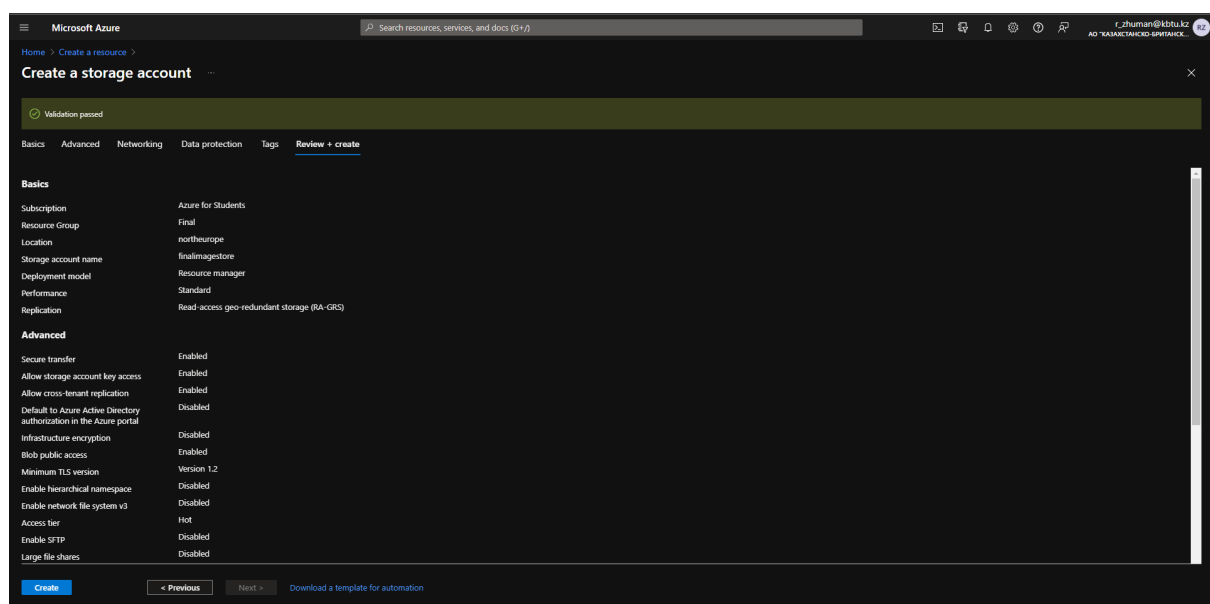 Microsoft Azure
Search resources, services, and docs (G+/)
r_zhuman@kbtu.kz
АО "КАЗАХСТАНСКО-БРИТАНСК...
RZ
Home > Create a resource >
Create a storage account ...
Validation passed
Basics Advanced Networking Data protection Tags Review + create
Basics
Subscription Azure for Students
Resource Group Final
Location northeurope
Storage account name finalimagestore
Deployment model Resource manager
Performance Standard
Replication Read-access geo-redundant storage (RA-GRS)
Advanced
Secure transfer Enabled
Allow storage account key access Enabled
Allow cross-tenant replication Enabled
Default to Azure Active Directory Disabled
authorization in the Azure portal
Infrastructure encryption Disabled
Blob public access Enabled
Minimum TLS version Version 1.2
Enable hierarchical namespace Disabled
Enable network file system v3 Disabled
Access tier Hot
Enable SFTP Disabled
Large file shares Disabled
Create < Previous Next > Download a template for automation